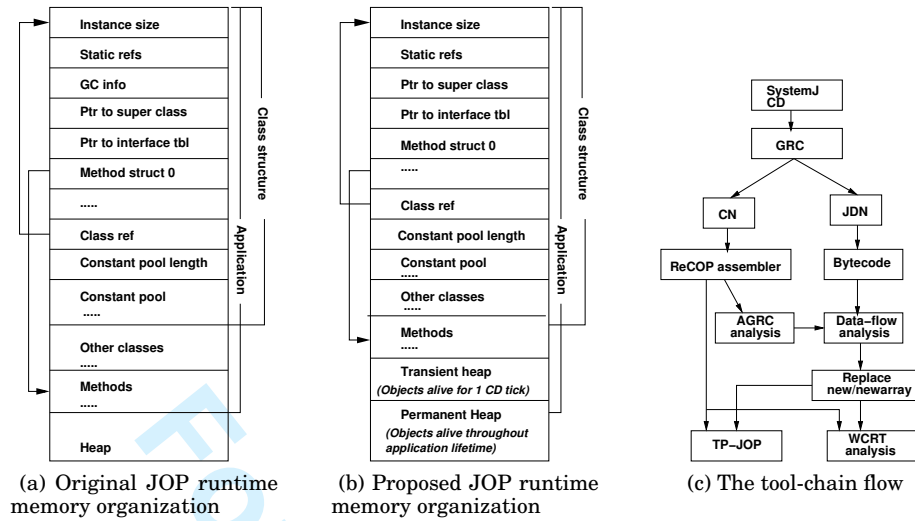 Instance size
Static refs
GC info
Ptr to super class
Ptr to interface tbl
Method struct 0
.....
Class ref
Constant pool length
Constant pool
.....
Other classes
.....
Methods
.....
Heap
Class structure
Application
(a) Original JOP runtime
memory organization
Instance size
Static refs
Ptr to super class
Ptr to interface tbl
Method struct 0
.....
Class ref
Constant pool length
Constant pool
.....
Other classes
.....
Methods
.....
Transient heap
(Objects alive for 1 CD tick)
Permanent Heap
(Objects alive throughout
application lifetime)
Class structure
Application
(b) Proposed JOP runtime
memory organization
SystemJ
CD
GRC
CN
JDN
ReCOP assembler
Bytecode
AGRC
analysis
Data-flow
analysis
Replace
new/newarray
TP-JOP
WCRT
analysis
(c) The tool-chain flow
Fo